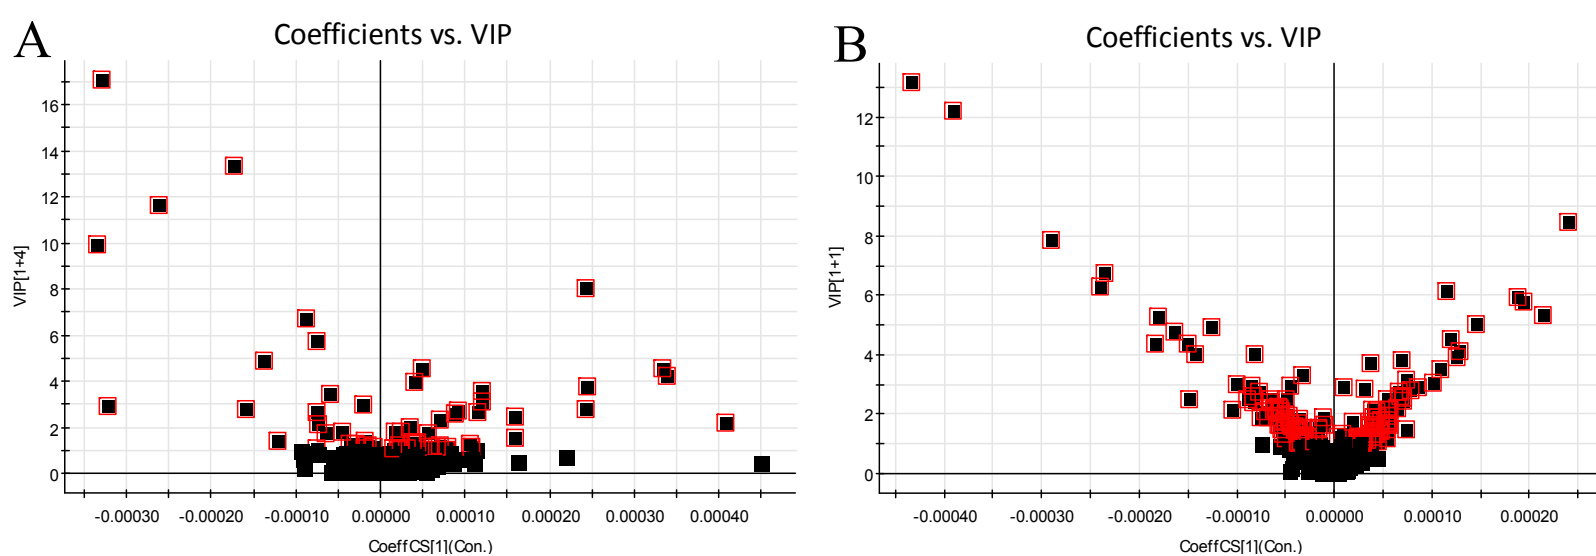 A
Coefficients vs. VIP
VIP[1+4]
16
14
12
10
8
6
4
2
0
-0.00030 -0.00020 -0.00010 0.00000 0.00010 0.00020 0.00030 0.00040
CoeffCS[1](Con.)
B
Coefficients vs. VIP
VIP[1+1]
12
10
8
6
4
2
0
-0.00040 -0.00030 -0.00020 -0.00010 0.00000 0.00010 0.00020
CoeffCS[1](Con.)